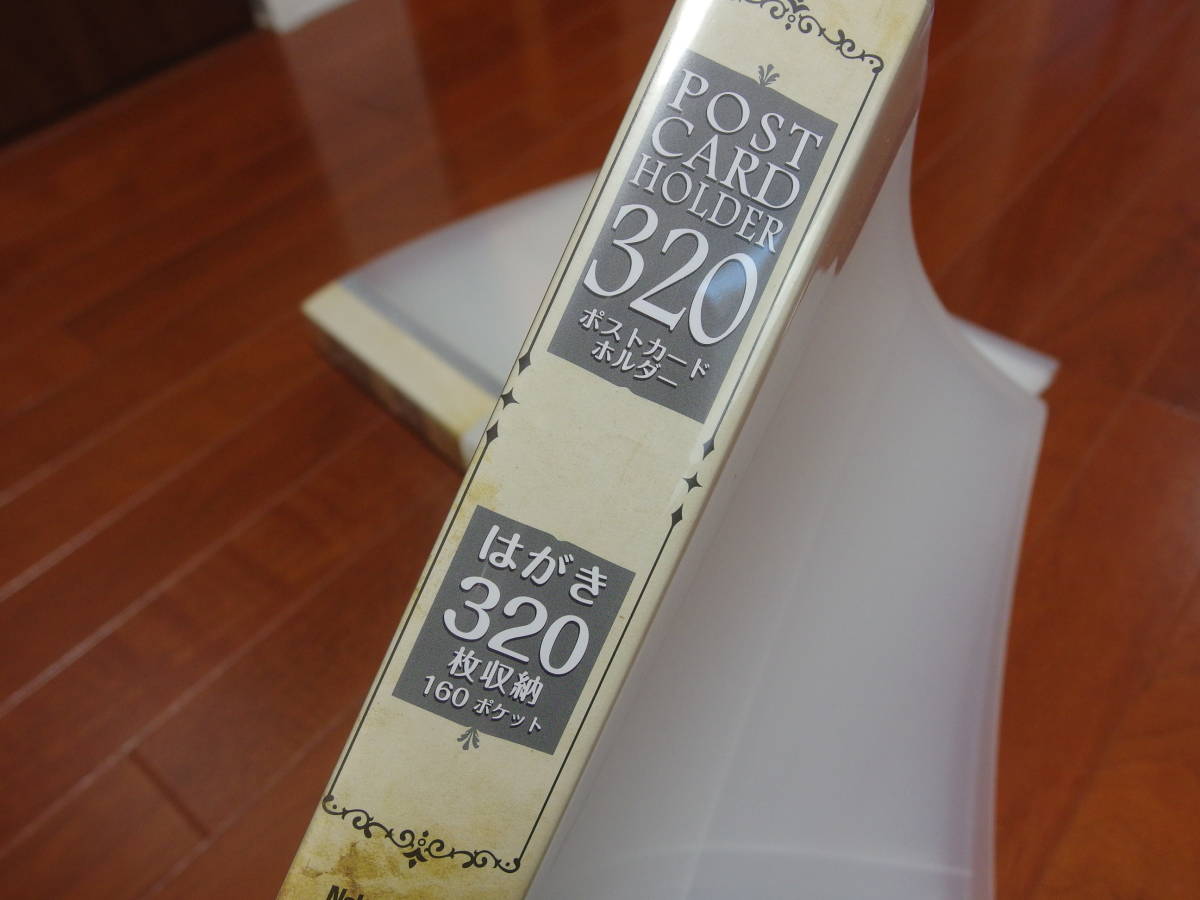 POST
CARD
HOLDER
320
ポストカード
ホルダー
はがき
320
枚収納
160 ポケット